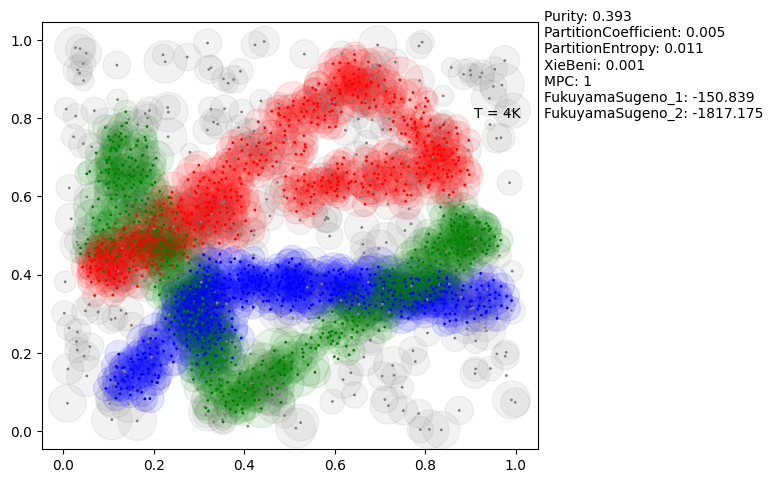 Purity: 0.393
PartitionCoefficient: 0.005
PartitionEntropy: 0.011
XieBeni: 0.001
MPC: 1
FukuyamaSugeno_1: -150.839
FukuyamaSugeno_2: -1817.175
1.0
T = 4K
0.8
0.6
0.4
0.2
0.0
0.0 0.2 0.4 0.6 0.8 1.0